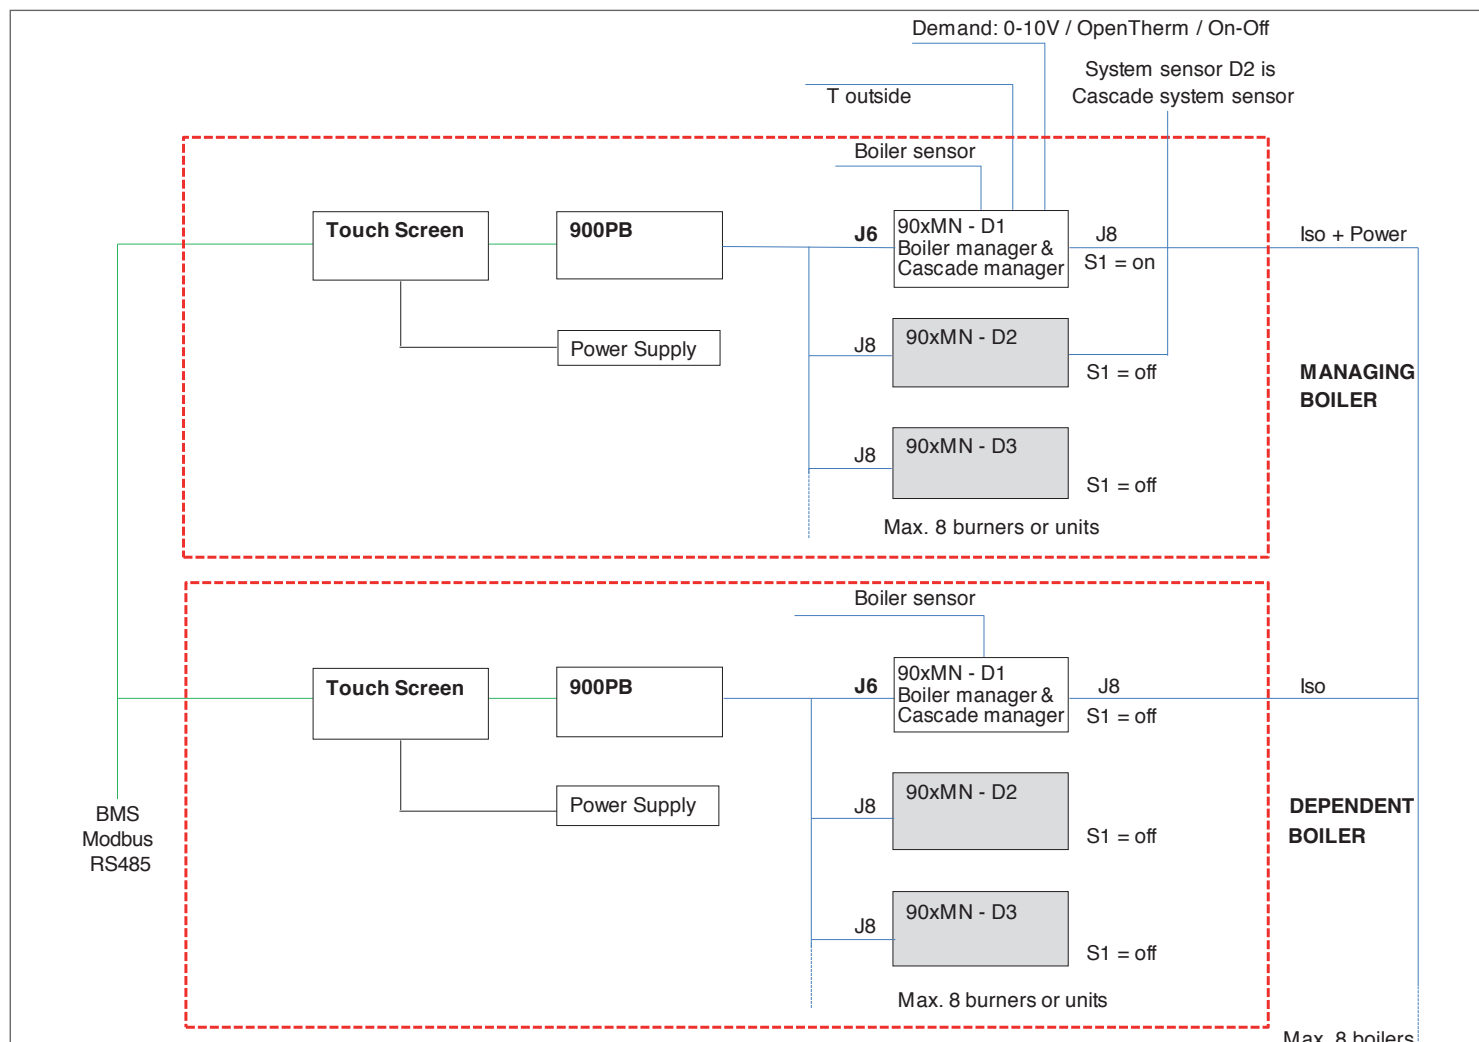 Demand: 0-10V / OpenTherm / On-Off
System sensor D2 is
Cascade system sensor
T outside
Boiler sensor
Touch Screen
900PB
J6
90xMN - D1
Boiler manager &
Cascade manager
J8
S1 = on
Iso + Power
Power Supply
J8
90xMN - D2
S1 = off
MANAGING
BOILER
J8
90xMN - D3
S1 = off
Max. 8 burners or units
Boiler sensor
Touch Screen
900PB
J6
90xMN - D1
Boiler manager &
Cascade manager
J8
S1 = off
Iso
Power Supply
J8
90xMN - D2
S1 = off
DEPENDENT
BOILER
BMS
Modbus
RS485
J8
90xMN - D3
S1 = off
Max. 8 burners or units
Max. 8 boilers